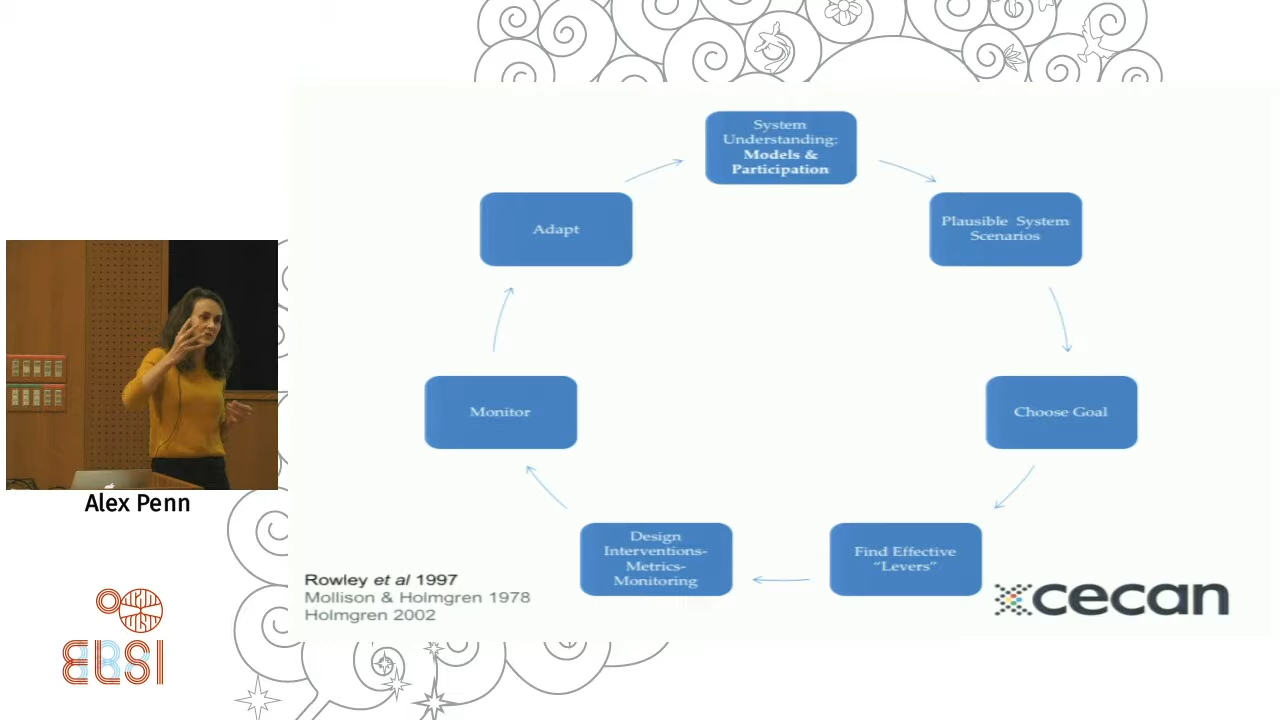 System
Understanding:
Models &
Participation
Plausible System
Scenarios
Choose Goal
Find Effective
“Levers”
Design
Interventions-
Metrics-
Monitoring
Monitor
Adapt
Rowley et al 1997
Mollison & Holmgren 1978
Holmgren 2002
cecan
Alex Penn
ELSI